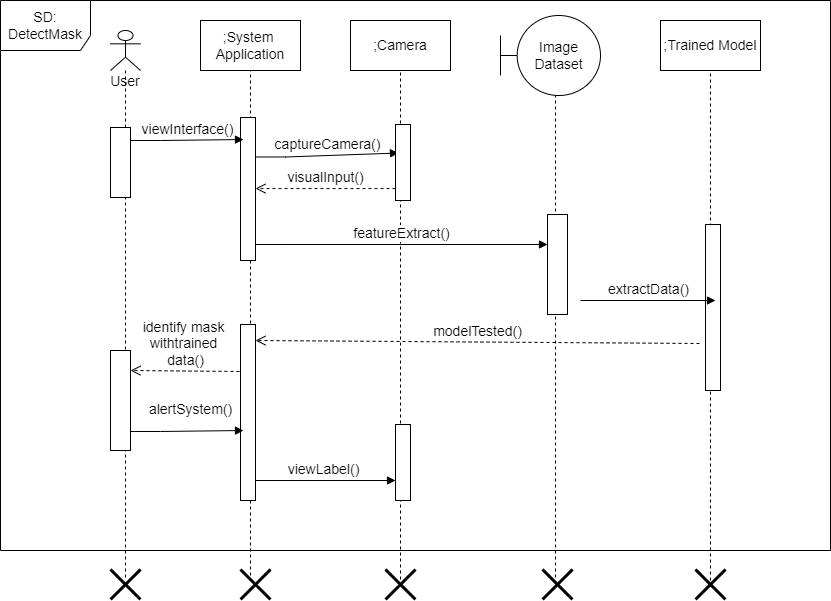 SD:
DetectMask
;System
Application
;Camera
Image
Dataset
;Trained Model
User
viewInterface()
captureCamera()
visualInput()
featureExtract()
extractData()
identify mask
withtrained
data()
modelTested()
alertSystem()
viewLabel()